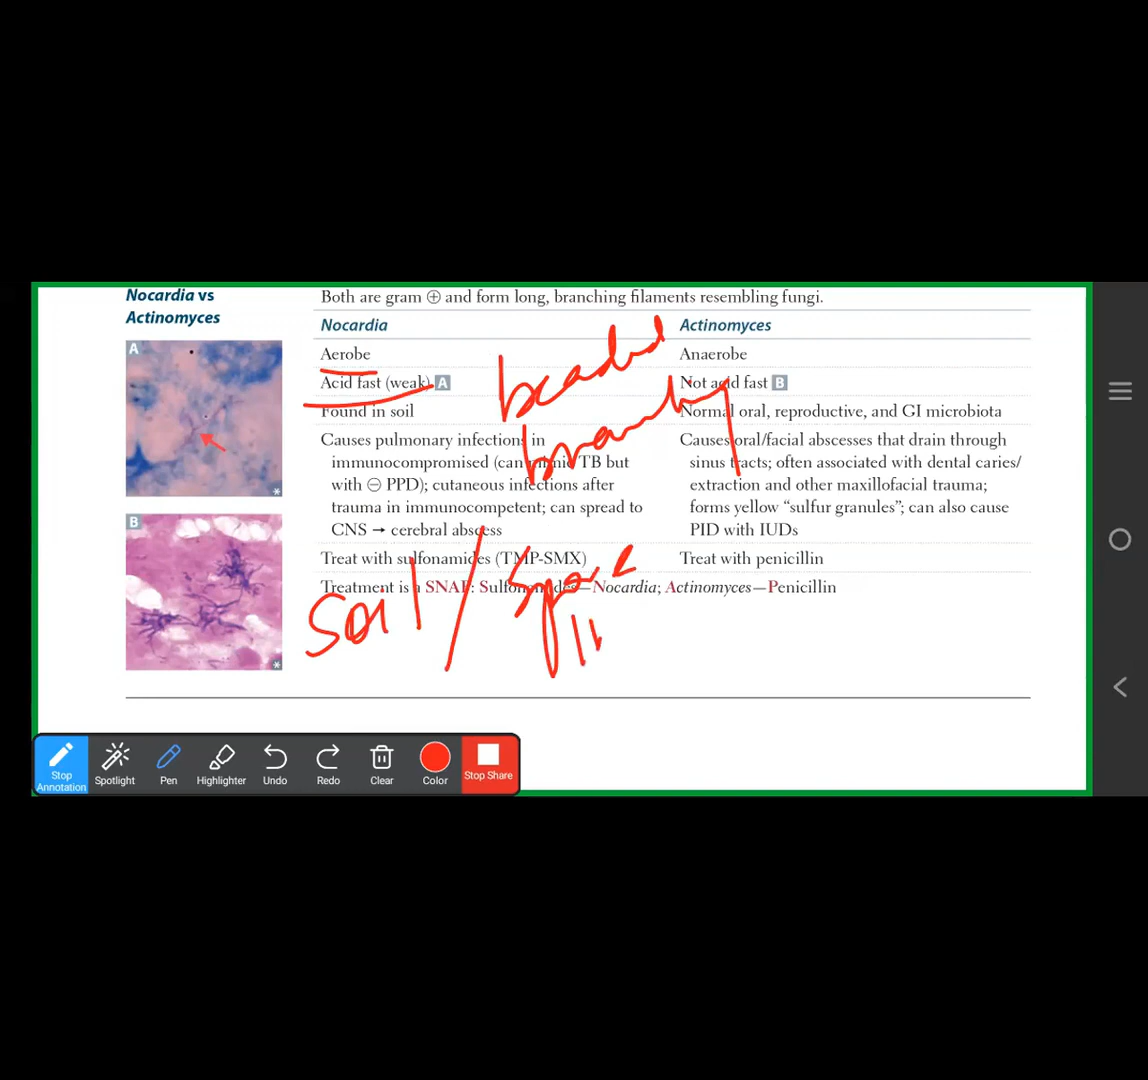 Nocardia vs
Actinomyces
Both are gram ⊕ and form long, branching filaments resembling fungi.
Nocardia Actinomyces
Aerobe Anaerobe
Acid fast (weak) A Not acid fast B
Found in soil Normal oral, reproductive, and GI microbiota
Causes pulmonary infections in Causes oral/facial abscesses that drain through
immunocompromised (can mimic TB but sinus tracts; often associated with dental caries/
with ⊖ PPD); cutaneous infections after extraction and other maxillofacial trauma;
trauma in immunocompetent; can spread to forms yellow “sulfur granules”; can also cause
CNS → cerebral abscess PID with IUDs
Treat with sulfonamides (TMP-SMX) Treat with penicillin
Treatment is a SNAP: Sulfonamides—Nocardia; Actinomyces—Penicillin
A
B
beaded
branchy
Soil / Spore
Stop Annotation
Spotlight
Pen
Highlighter
Undo
Redo
Clear
Color
Stop Share